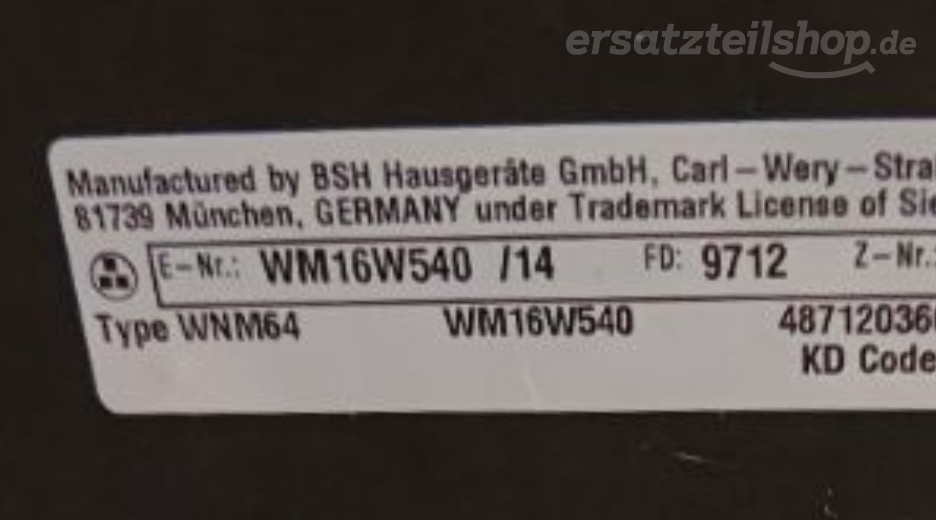 ersatzteilshop.de
Manufactured by BSH Hausgeräte GmbH, Carl-Wery-Stra
81739 München, GERMANY under Trademark License of Sie
E-Nr.: WM16W540 /14 FD: 9712 Z-Nr.:
Type WNM64 WM16W540 48712036
KD Code